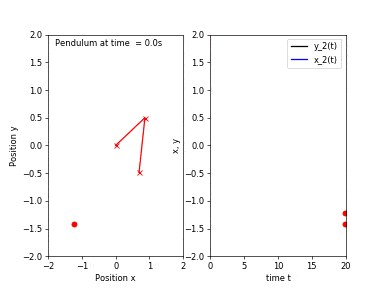 Pendulum at time  = 0.0s
2.0
1.5
1.0
0.5
0.0
−0.5
−1.0
−1.5
−2.0
Position y
−2 −1 0 1 2
Position x
y_2(t)
x_2(t)
2.0
1.5
1.0
0.5
0.0
−0.5
−1.0
−1.5
−2.0
x, y
0 5 10 15 20
time t